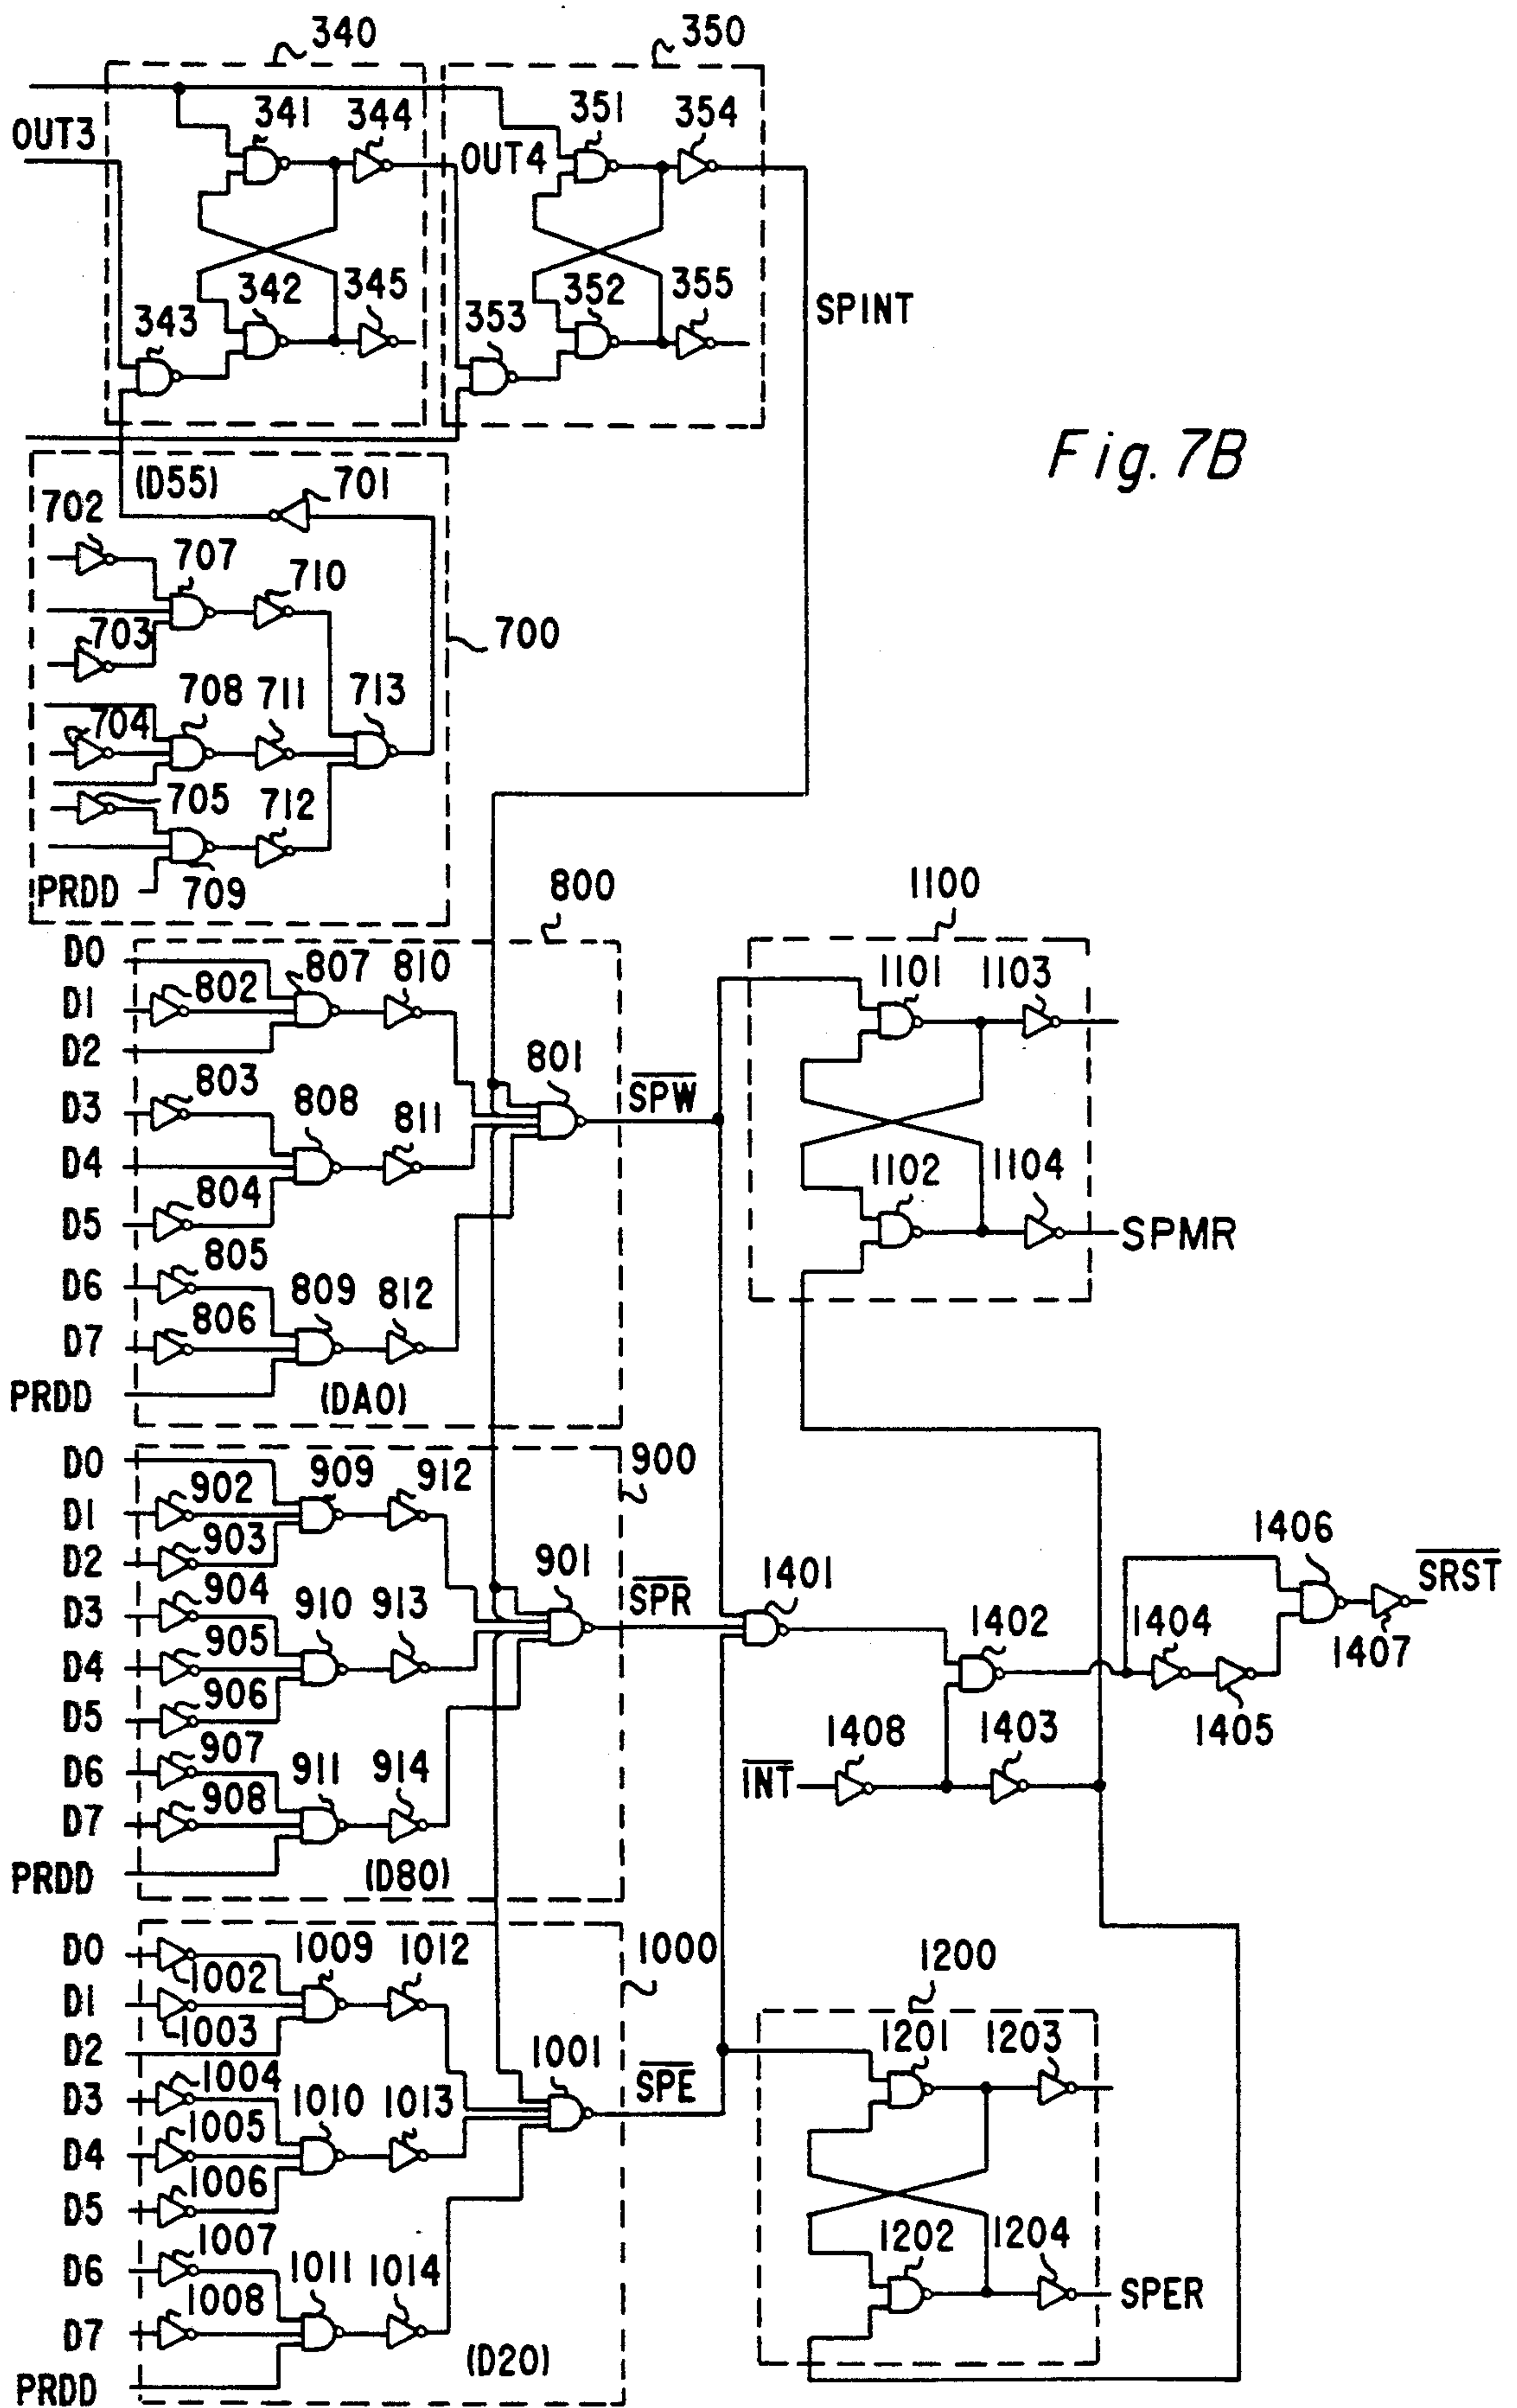 340
350
341
344
351
354
OUT3
OUT4
343
342
345
353
352
355
SPINT
Fig. 7B
(D55)
701
702
707
710
703
700
708
711
713
704
705
712
PRDD
709
800
1100
D0
807
810
1101
1103
D1
802
D2
801
SPW
D3
803
808
811
D4
1102
1104
D5
804
SPMR
D6
805
809
812
D7
806
PRDD
(DA0)
900
D0
909
912
D1
902
1406
D2
903
901
SPR
1401
SRST
D3
904
910
913
1402
1404
1407
D4
905
D5
906
1408
1403
1405
D6
907
911
914
INT
D7
908
PRDD
(D80)
D0
1009
1012
1000
1200
1002
D1
1003
1201
1203
D2
1001
SPE
D3
1004
1010
1013
D4
1005
D5
1006
1202
1204
D6
1007
1011
1014
SPER
D7
1008
(D20)
PRDD